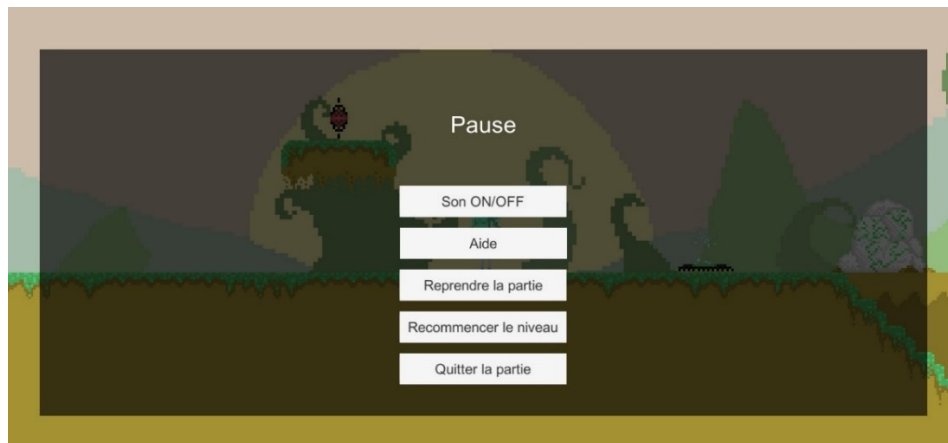 Pause
Son ON/OFF
Aide
Reprendre la partie
Recommencer le niveau
Quitter la partie